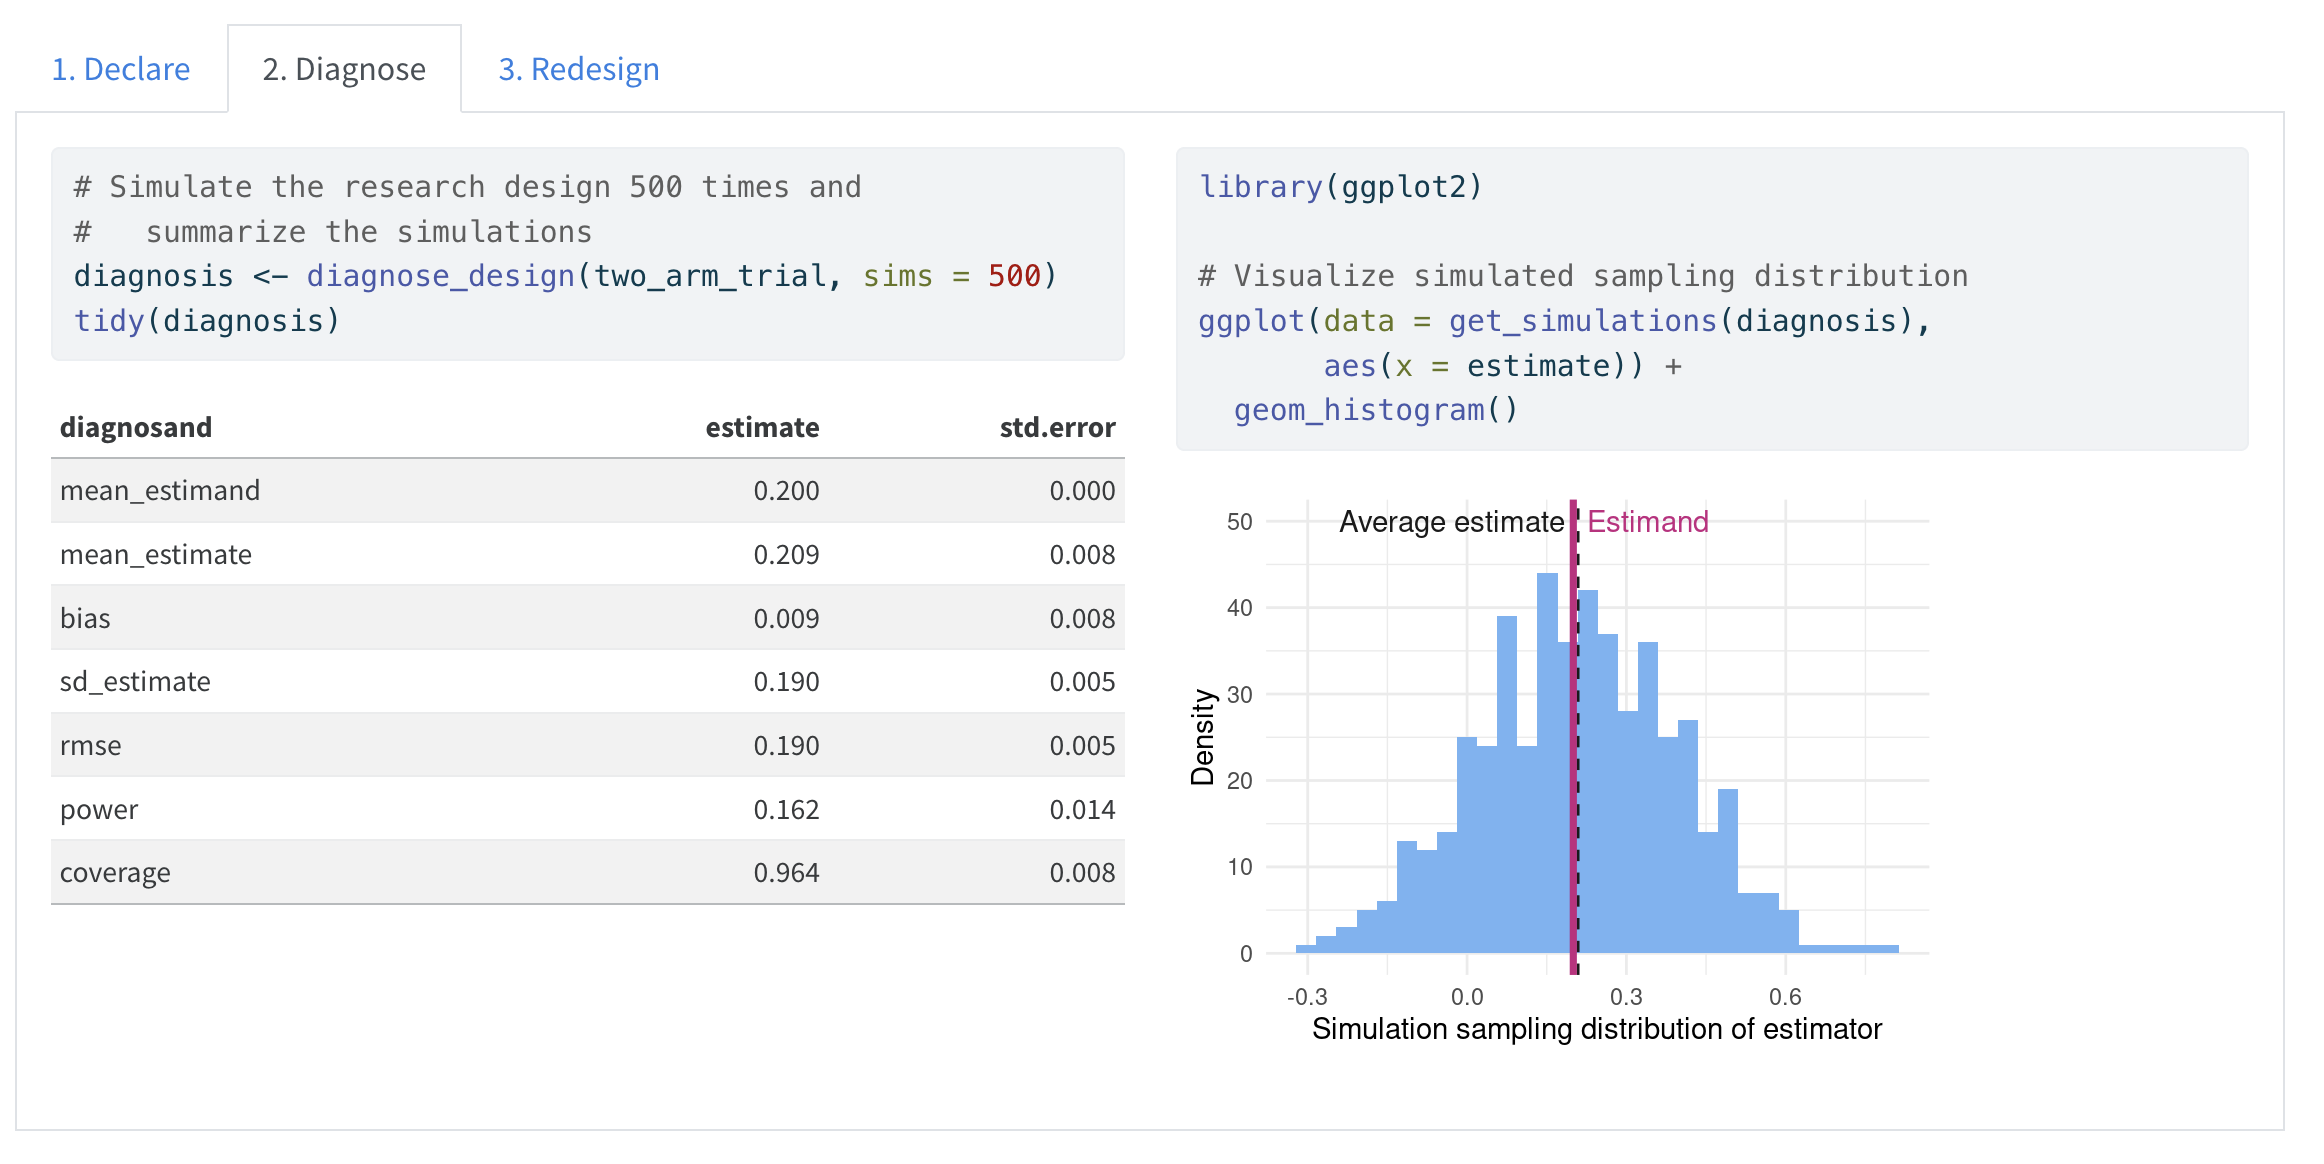 1. Declare
2. Diagnose
3. Redesign
# Simulate the research design 500 times and
#   summarize the simulations
diagnosis <- diagnose_design(two_arm_trial, sims = 500)
tidy(diagnosis)
diagnosand estimate std.error
mean_estimand 0.200 0.000
mean_estimate 0.209 0.008
bias 0.009 0.008
sd_estimate 0.190 0.005
rmse 0.190 0.005
power 0.162 0.014
coverage 0.964 0.008
library(ggplot2)
# Visualize simulated sampling distribution
ggplot(data = get_simulations(diagnosis),
       aes(x = estimate)) +
  geom_histogram()
Average estimate
Estimand
Density
50
40
30
20
10
0
-0.3 0.0 0.3 0.6
Simulation sampling distribution of estimator